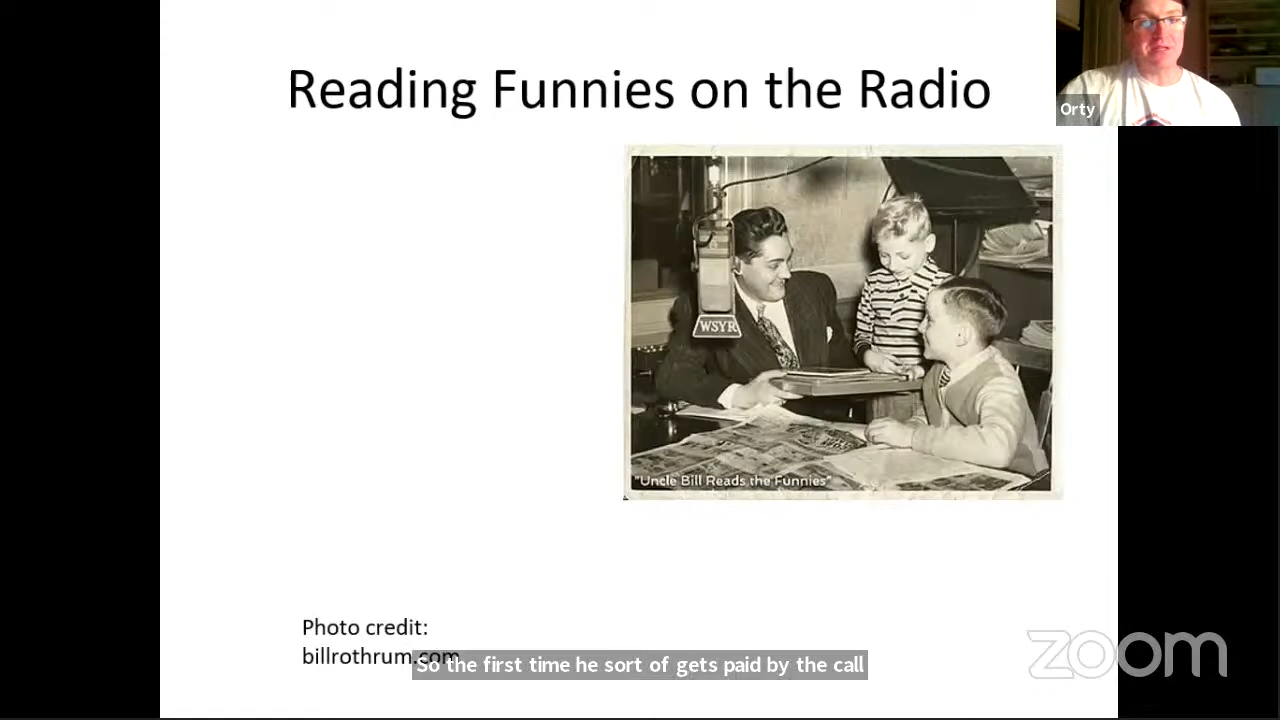 Reading Funnies on the Radio
Orty
WSYR
"Uncle Bill Reads the Funnies"
Photo credit:
billrothrum.com
So the first time he sort of gets paid by the call
zoom